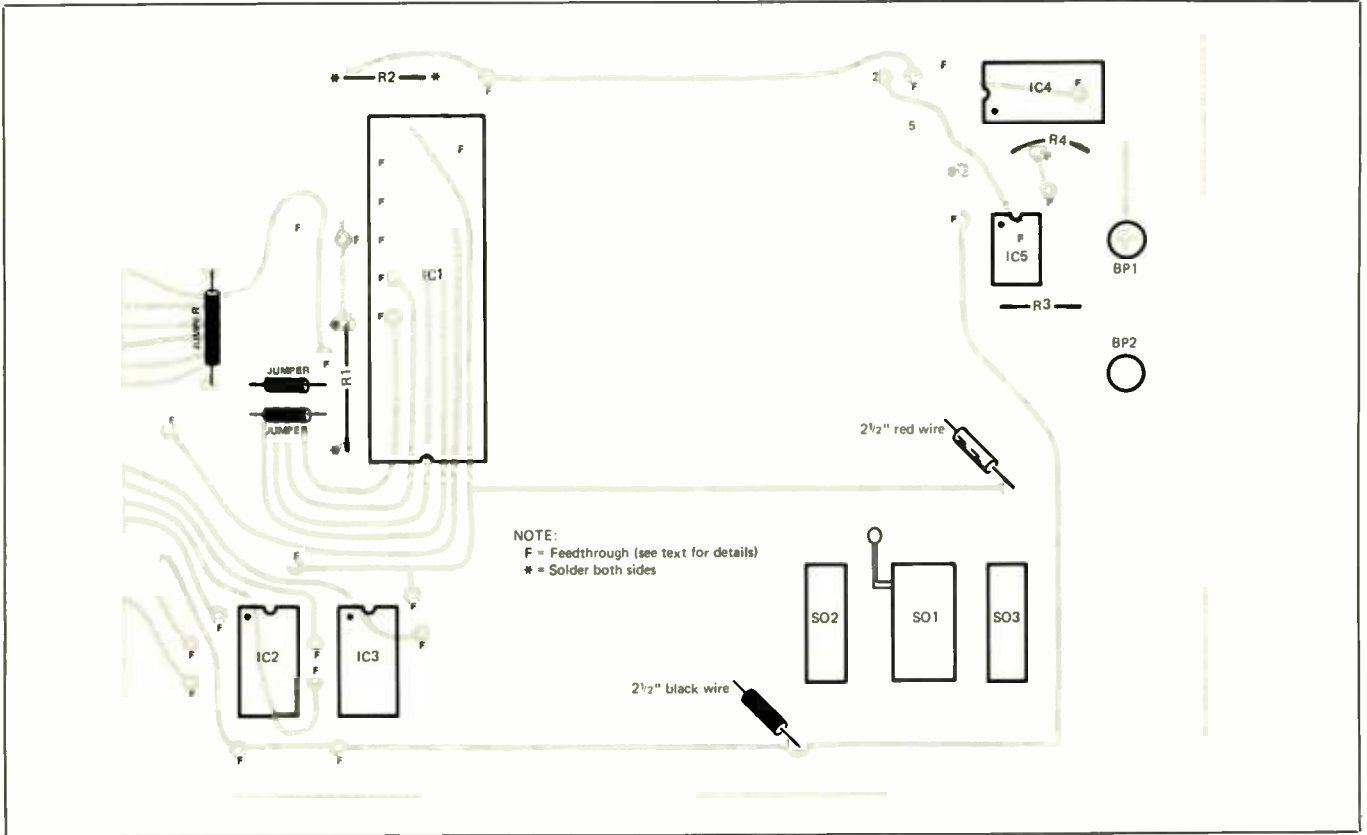 * R2 *
F
2
F
F
IC4
F
5
R4
F
F
F
F
F
F
F
F
F
F
IC5
BP1
F
IC1
F
JUMPER
R3
BP2
F
JUMPER
R1
JUMPER
*
F
2½" red wire
NOTE:
F = Feedthrough (see text for details)
* = Solder both sides
F
F
F
SO2
SO1
SO3
F
F
IC2
F
IC3
F
F
2½" black wire
F
F